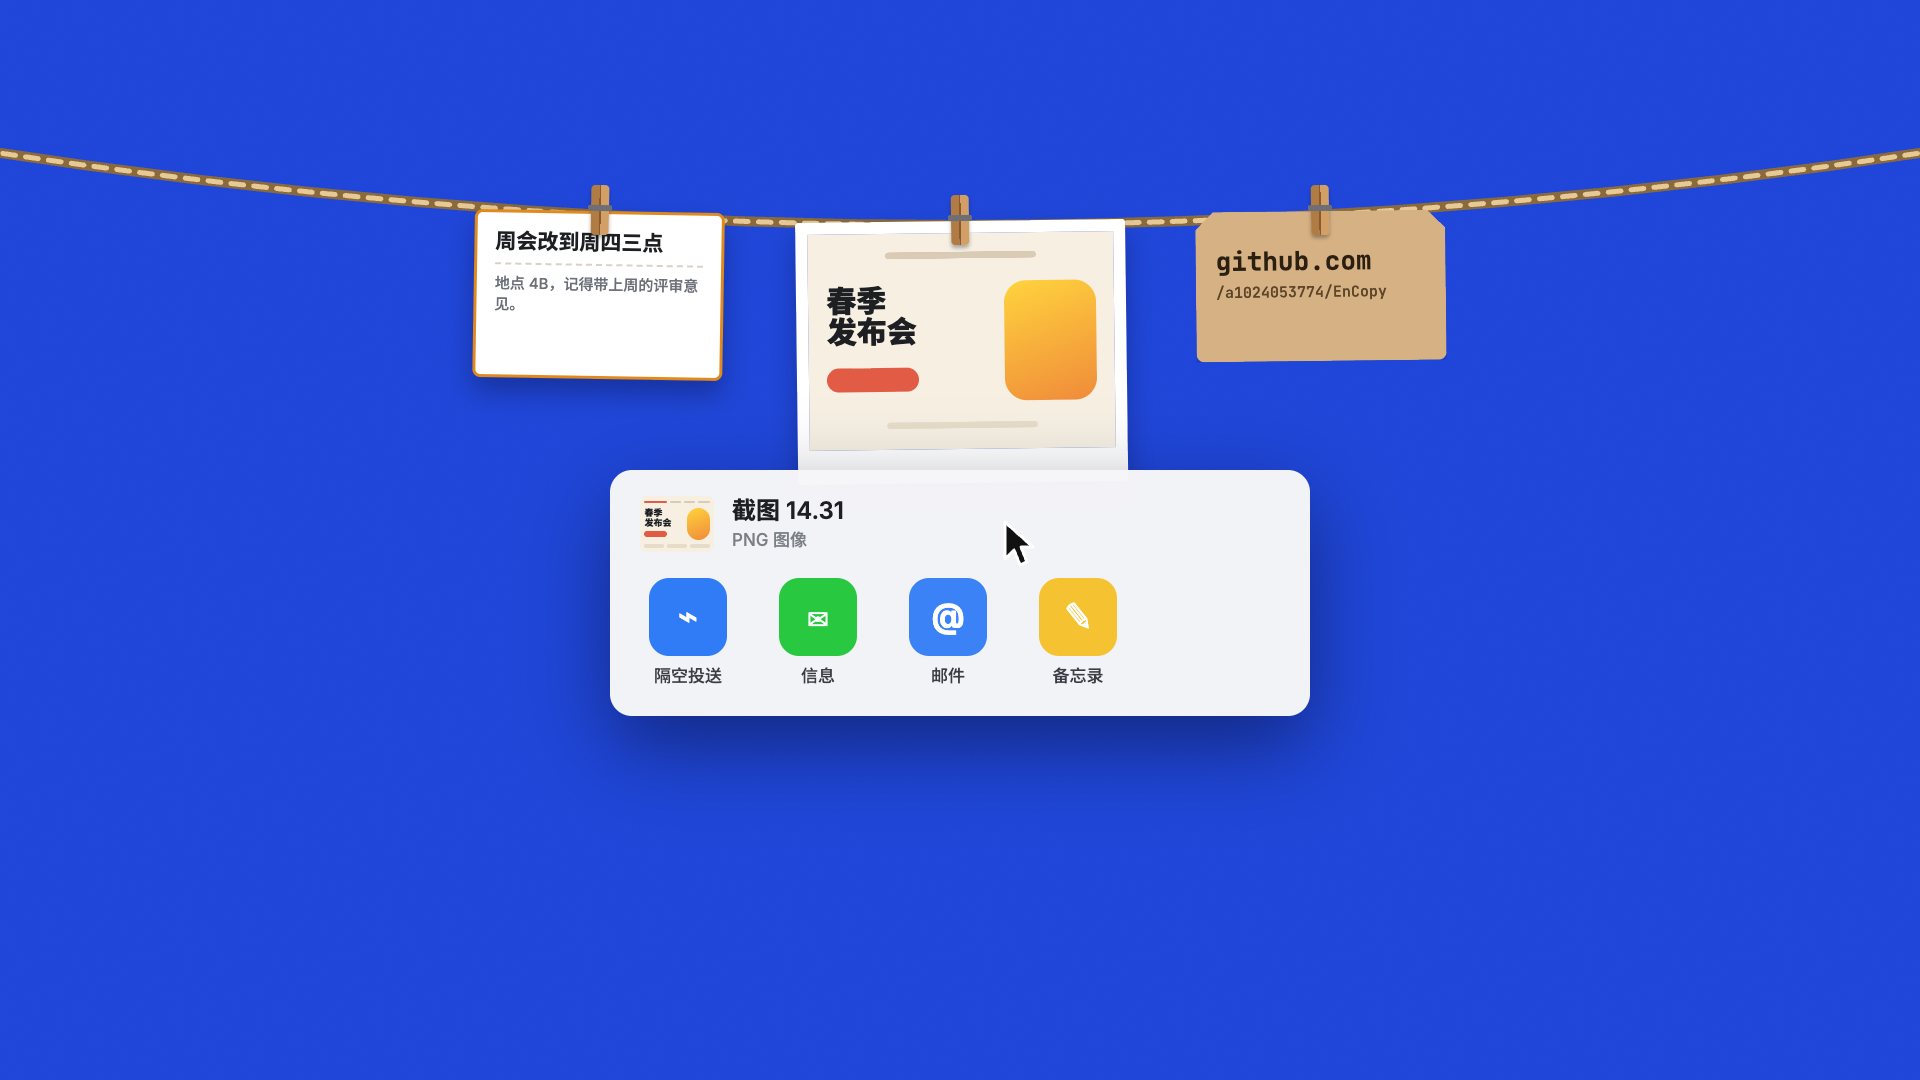 周会改到周四三点
地点 4B，记得带上周的评审意
见。
春季
发布会
github.com
/a1024053774/EnCopy
春季
发布会
截图 14.31
PNG 图像
@
隔空投送
信息
邮件
备忘录